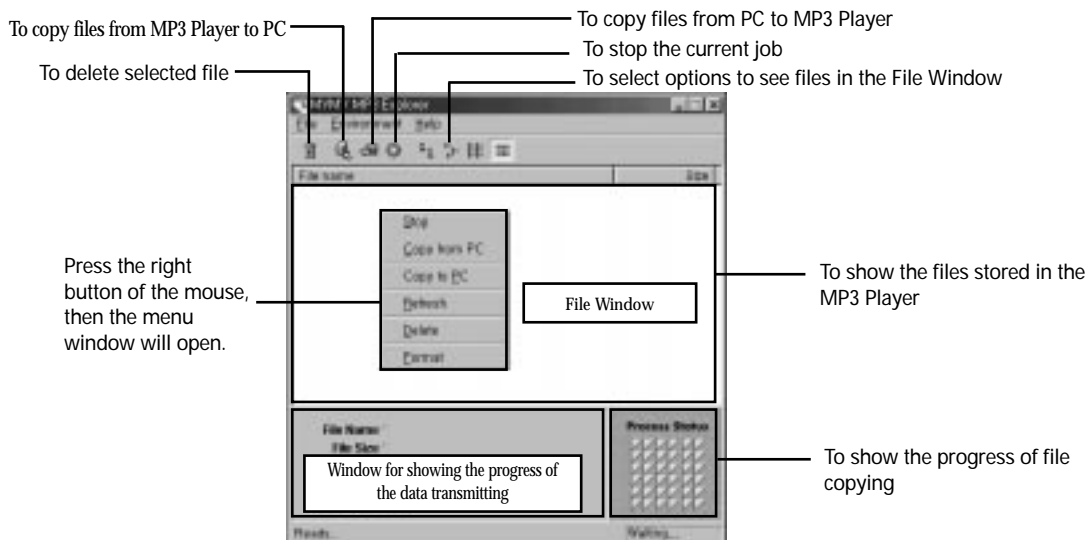 To copy files from MP3 Player to PC
To copy files from PC to MP3 Player
To stop the current job
To delete selected file
To select options to see files in the File Window
MP3 Explorer
File Environment Help
File name
Size
Stop
Copy from PC
Copy to PC
Refresh
Delete
Format
File Window
Press the right
button of the mouse,
then the menu
window will open.
To show the files stored in the
MP3 Player
File Name
File Size
Window for showing the progress of
the data transmitting
Process Status
To show the progress of file
copying
Ready...
Waiting...